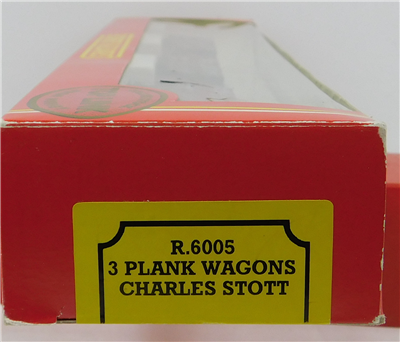 R.6005
3 PLANK WAGONS
CHARLES STOTT